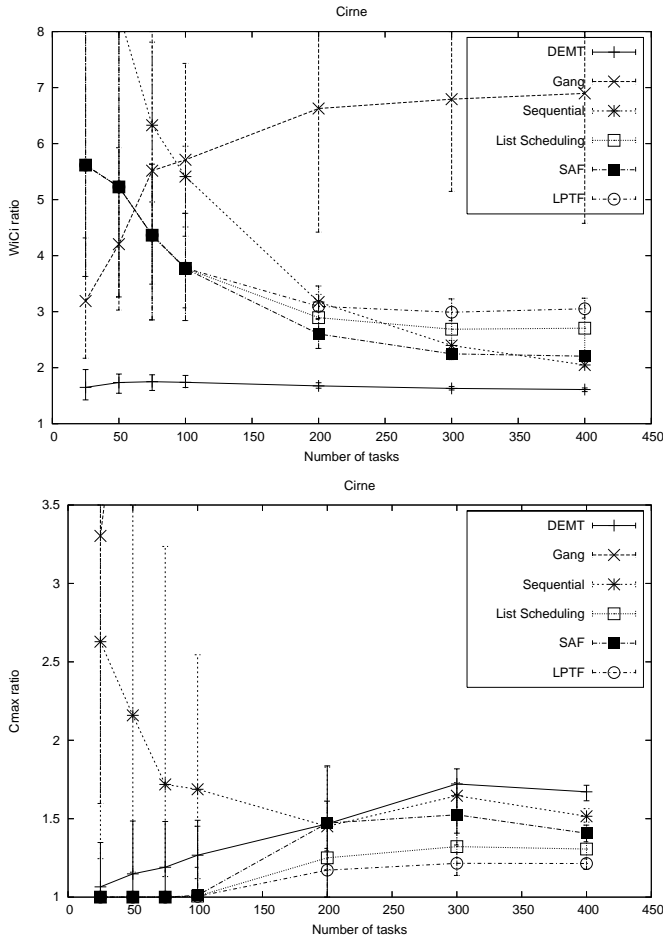 Cirne
8
7
6
5
4
3
2
1
WiCi ratio
DEMT
Gang
Sequential
List Scheduling
SAF
LPTF
0 50 100 150 200 250 300 350 400 450
Number of tasks
Cirne
3.5
3
2.5
2
1.5
1
Cmax ratio
DEMT
Gang
Sequential
List Scheduling
SAF
LPTF
0 50 100 150 200 250 300 350 400 450
Number of tasks